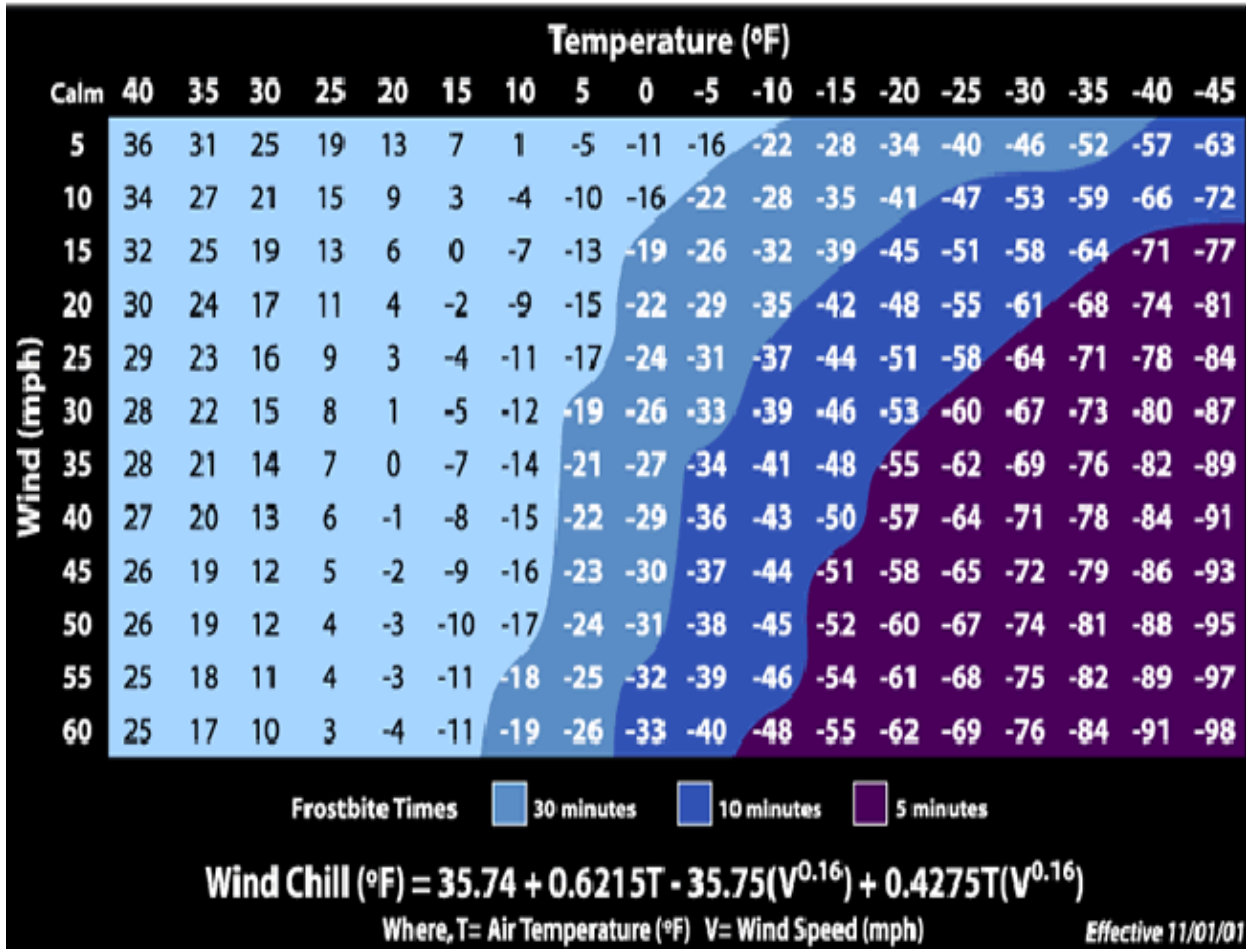 Temperature (ºF)
Calm 40 35 30 25 20 15 10 5 0 -5 -10 -15 -20 -25 -30 -35 -40 -45
5 36 31 25 19 13 7 1 -5 -11 -16 -22 -28 -34 -40 -46 -52 -57 -63
10 34 27 21 15 9 3 -4 -10 -16 -22 -28 -35 -41 -47 -53 -59 -66 -72
15 32 25 19 13 6 0 -7 -13 -19 -26 -32 -39 -45 -51 -58 -64 -71 -77
20 30 24 17 11 4 -2 -9 -15 -22 -29 -35 -42 -48 -55 -61 -68 -74 -81
25 29 23 16 9 3 -4 -11 -17 -24 -31 -37 -44 -51 -58 -64 -71 -78 -84
30 28 22 15 8 1 -5 -12 -19 -26 -33 -39 -46 -53 -60 -67 -73 -80 -87
35 28 21 14 7 0 -7 -14 -21 -27 -34 -41 -48 -55 -62 -69 -76 -82 -89
40 27 20 13 6 -1 -8 -15 -22 -29 -36 -43 -50 -57 -64 -71 -78 -84 -91
45 26 19 12 5 -2 -9 -16 -23 -30 -37 -44 -51 -58 -65 -72 -79 -86 -93
50 26 19 12 4 -3 -10 -17 -24 -31 -38 -45 -52 -60 -67 -74 -81 -88 -95
55 25 18 11 4 -3 -11 -18 -25 -32 -39 -46 -54 -61 -68 -75 -82 -89 -97
60 25 17 10 3 -4 -11 -19 -26 -33 -40 -48 -55 -62 -69 -76 -84 -91 -98
Wind (mph)
Frostbite Times 30 minutes 10 minutes 5 minutes
Wind Chill (ºF) = 35.74 + 0.6215T - 35.75(V^0.16) + 0.4275T(V^0.16)
Where, T= Air Temperature (ºF) V= Wind Speed (mph) Effective 11/01/01